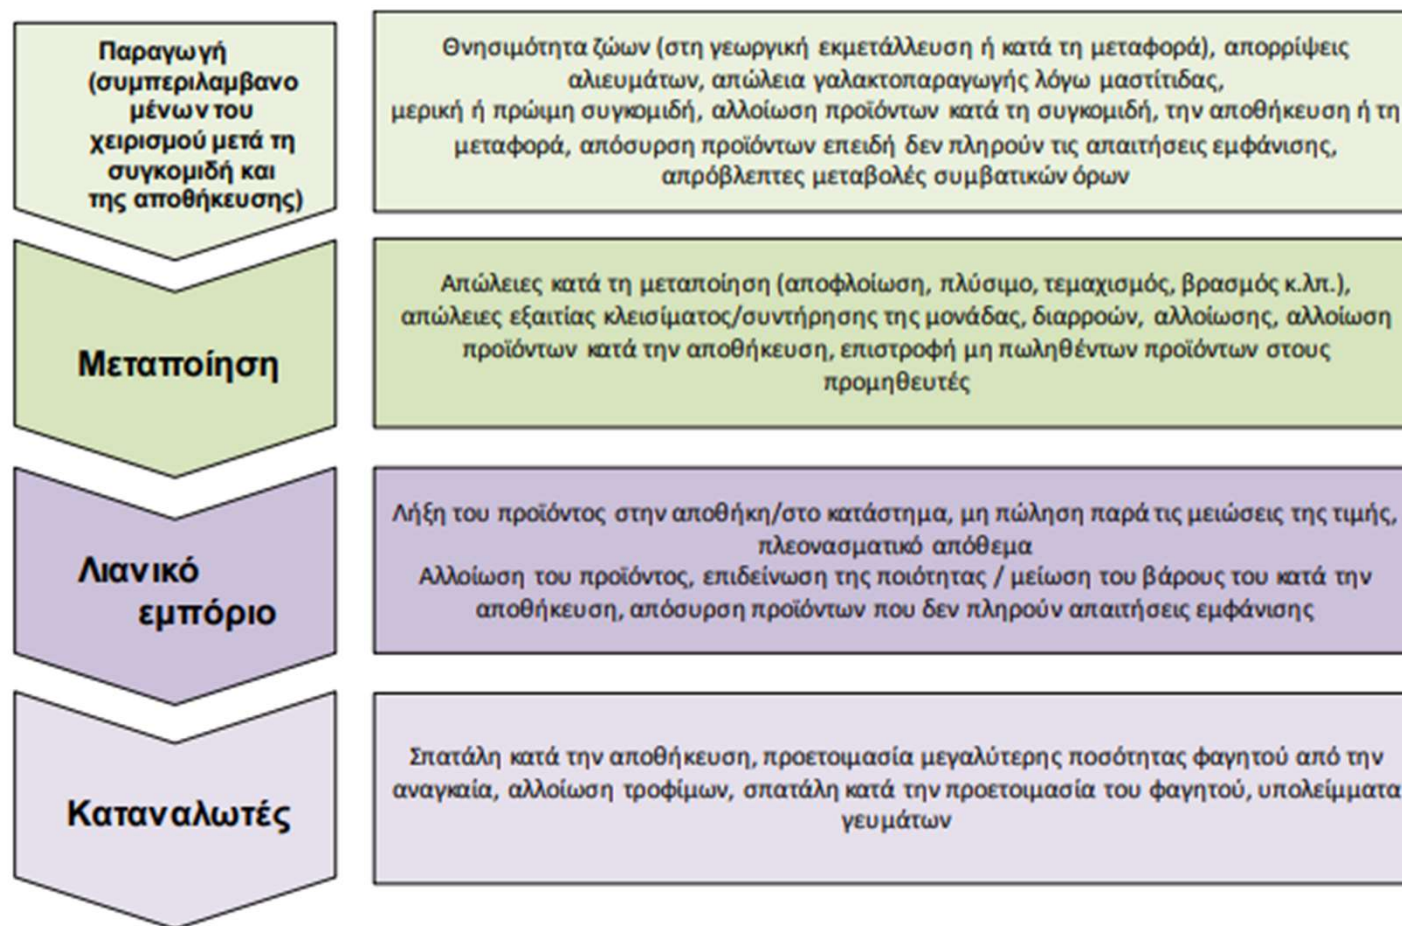 Παραγωγή
(συμπεριλαμβανο
μένων του
χειρισμού μετά τη
συγκομιδή και
της αποθήκευσης)
Θνησιμότητα ζώων (στη γεωργική εκμετάλλευση ή κατά τη μεταφορά), απορρίψεις
αλιευμάτων, απώλεια γαλακτοπαραγωγής λόγω μαστίτιδας,
μερική ή πρώιμη συγκομιδή, αλλοίωση προϊόντων κατά τη συγκομιδή, την αποθήκευση ή τη
μεταφορά, απόσυρση προϊόντων επειδή δεν πληρούν τις απαιτήσεις εμφάνισης,
απρόβλεπτες μεταβολές συμβατικών όρων
Μεταποίηση
Απώλειες κατά τη μεταποίηση (αποφλοίωση, πλύσιμο, τεμαχισμός, βρασμός κ.λπ.),
απώλειες εξαιτίας κλεισίματος/συντήρησης της μονάδας, διαρροών, αλλοίωσης, αλλοίωση
προϊόντων κατά την αποθήκευση, επιστροφή μη πωληθέντων προϊόντων στους
προμηθευτές
Λιανικό
εμπόριο
Λήξη του προϊόντος στην αποθήκη/στο κατάστημα, μη πώληση παρά τις μειώσεις της τιμής,
πλεονασματικό απόθεμα
Αλλοίωση του προϊόντος, επιδείνωση της ποιότητας / μείωση του βάρους του κατά την
αποθήκευση, απόσυρση προϊόντων που δεν πληρούν απαιτήσεις εμφάνισης
Καταναλωτές
Σπατάλη κατά την αποθήκευση, προετοιμασία μεγαλύτερης ποσότητας φαγητού από την
αναγκαία, αλλοίωση τροφίμων, σπατάλη κατά την προετοιμασία του φαγητού, υπολείμματα
γευμάτων